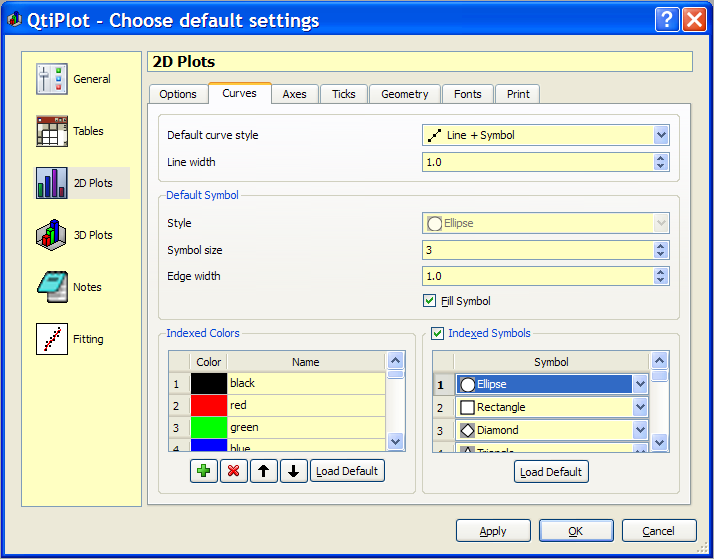 QtiPlot - Choose default settings
General
Tables
2D Plots
3D Plots
Notes
Fitting
2D Plots
Options Curves Axes Ticks Geometry Fonts Print
Default curve style Line + Symbol
Line width 1.0
Default Symbol
Style Ellipse
Symbol size 3
Edge width 1.0
Fill Symbol
Indexed Colors
Color Name
1 black
2 red
3 green
4 blue
Load Default
Indexed Symbols
Symbol
1 Ellipse
2 Rectangle
3 Diamond
4 Triangle
Load Default
Apply OK Cancel